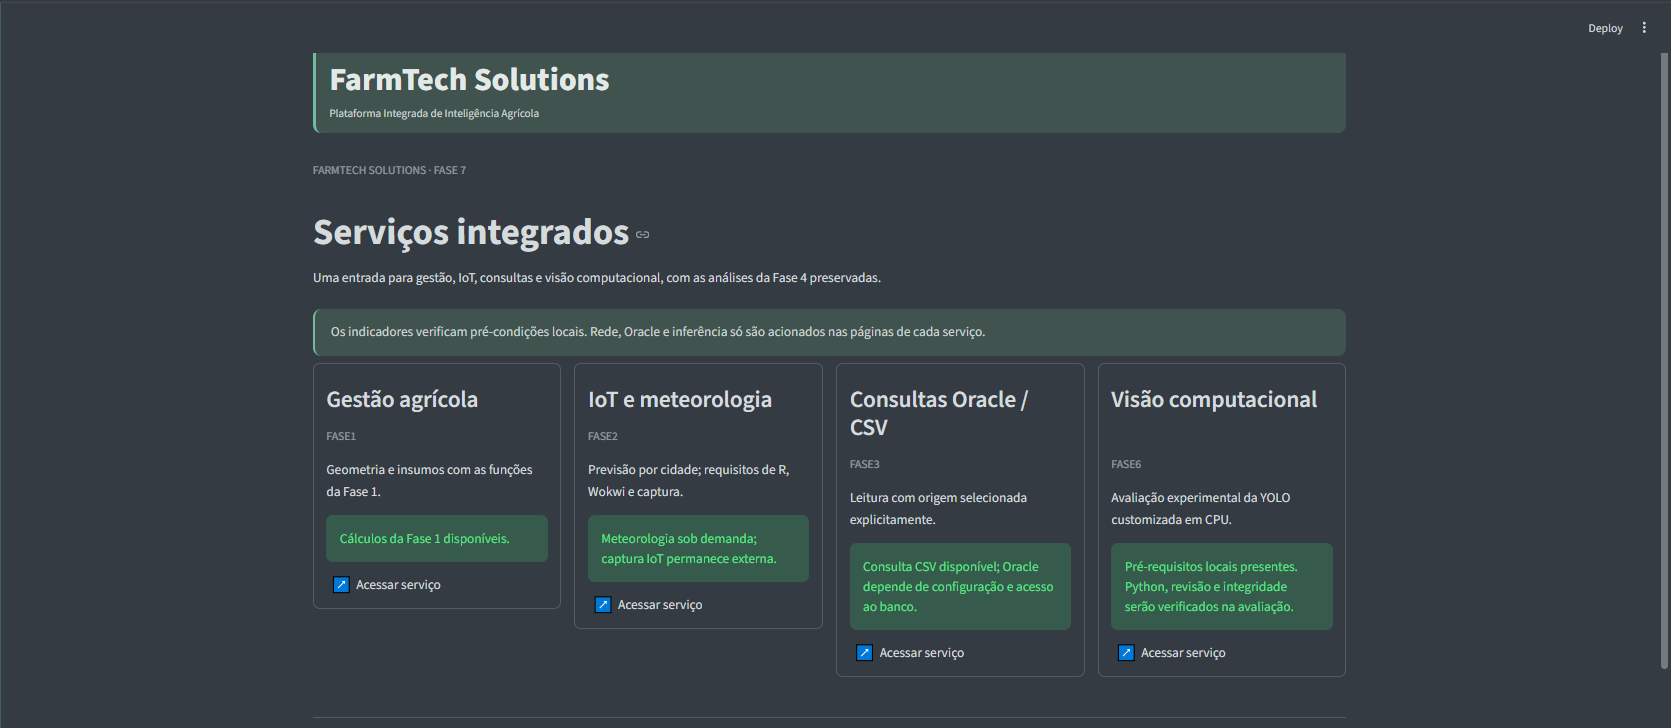 Deploy
FarmTech Solutions
Plataforma Integrada de Inteligência Agrícola
FARMTECH SOLUTIONS · FASE 7
Serviços integrados
Uma entrada para gestão, IoT, consultas e visão computacional, com as análises da Fase 4 preservadas.
Os indicadores verificam pré-condições locais. Rede, Oracle e inferência só são acionados nas páginas de cada serviço.
Gestão agrícola
FASE1
Geometria e insumos com as funções
da Fase 1.
Cálculos da Fase 1 disponíveis.
Acessar serviço
IoT e meteorologia
FASE2
Previsão por cidade; requisitos de R,
Wokwi e captura.
Meteorologia sob demanda;
captura IoT permanece externa.
Acessar serviço
Consultas Oracle /
CSV
FASE3
Leitura com origem selecionada
explicitamente.
Consulta CSV disponível; Oracle
depende de configuração e acesso
ao banco.
Acessar serviço
Visão computacional
FASE6
Avaliação experimental da YOLO
customizada em CPU.
Pré-requisitos locais presentes.
Python, revisão e integridade
serão verificados na avaliação.
Acessar serviço